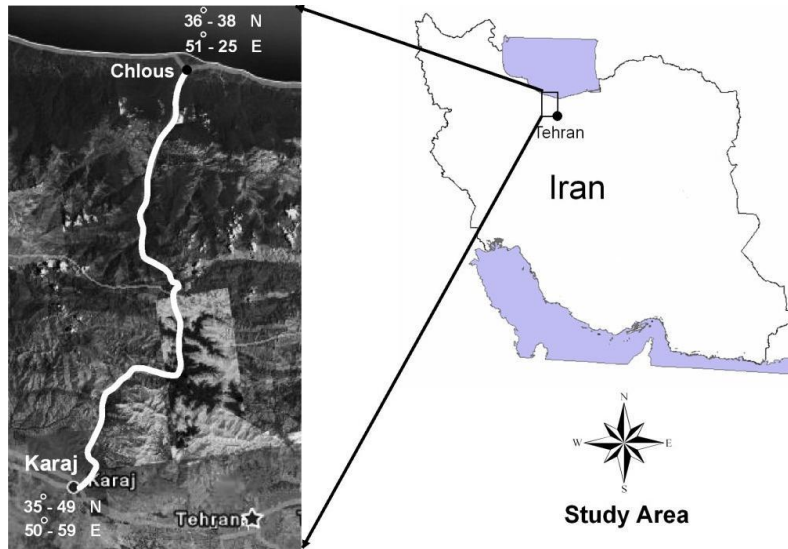 36° - 38 N
51° - 25 E
Chlous
Karaj
Karaj
35° - 49 N
50° - 59 E
Tehran
Tehran
Iran
N
W E
S
Study Area